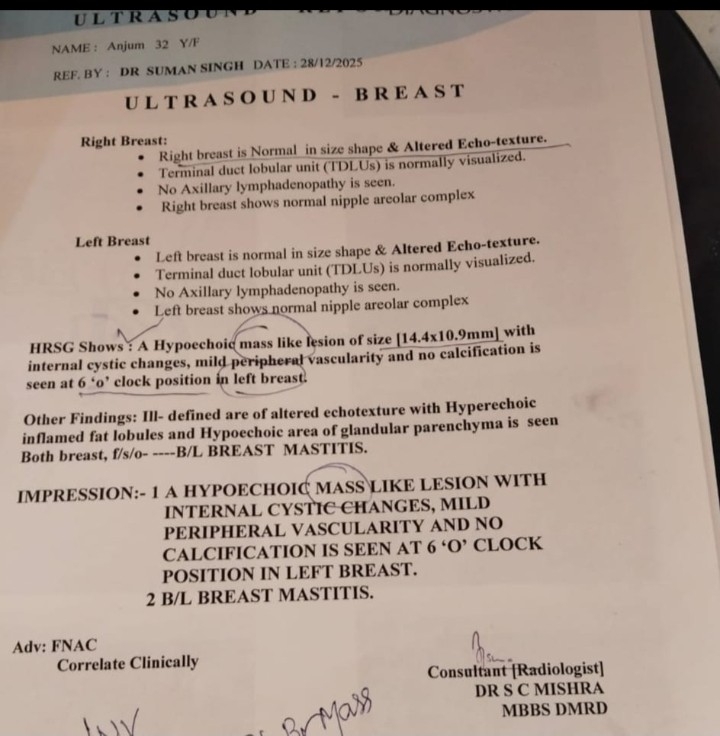 ULTRASOUND
NAME : Anjum 32 Y/F
REF. BY : DR SUMAN SINGH DATE : 28/12/2025
ULTRASOUND - BREAST
Right Breast:
• Right breast is Normal in size shape & Altered Echo-texture.
• Terminal duct lobular unit (TDLUs) is normally visualized.
• No Axillary lymphadenopathy is seen.
• Right breast shows normal nipple areolar complex
Left Breast
• Left breast is normal in size shape & Altered Echo-texture.
• Terminal duct lobular unit (TDLUs) is normally visualized.
• No Axillary lymphadenopathy is seen.
• Left breast shows normal nipple areolar complex
HRSG Shows : A Hypoechoic mass like lesion of size [14.4x10.9mm] with
internal cystic changes, mild peripheral vascularity and no calcification is
seen at 6 ‘o’ clock position in left breast.
Other Findings: Ill- defined are of altered echotexture with Hyperechoic
inflamed fat lobules and Hypoechoic area of glandular parenchyma is seen
Both breast, f/s/o- ----B/L BREAST MASTITIS.
IMPRESSION:- 1 A HYPOECHOIC MASS LIKE LESION WITH
INTERNAL CYSTIC CHANGES, MILD
PERIPHERAL VASCULARITY AND NO
CALCIFICATION IS SEEN AT 6 ‘O’ CLOCK
POSITION IN LEFT BREAST.
2 B/L BREAST MASTITIS.
Adv: FNAC
Correlate Clinically
Consultant [Radiologist]
DR S C MISHRA
MBBS DMRD
Mass